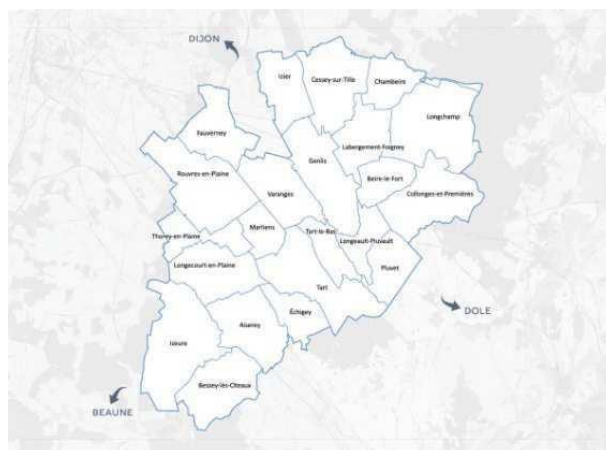 DIJON
Izier
Cessey-sur-Tille
Chambeire
Longchamp
Fauverney
Labergement-Foigney
Genlis
Rouvres-en-Plaine
Beire-le-Fort
Varanges
Collonges-et-Premières
Marliens
Tart-le-Bas
Thorey-en-Plaine
Longeault-Pluvault
Longecourt-en-Plaine
Pluvet
Tart
Échigey
DOLE
Aiserey
Izeure
Bessey-lès-Citeaux
BEAUNE